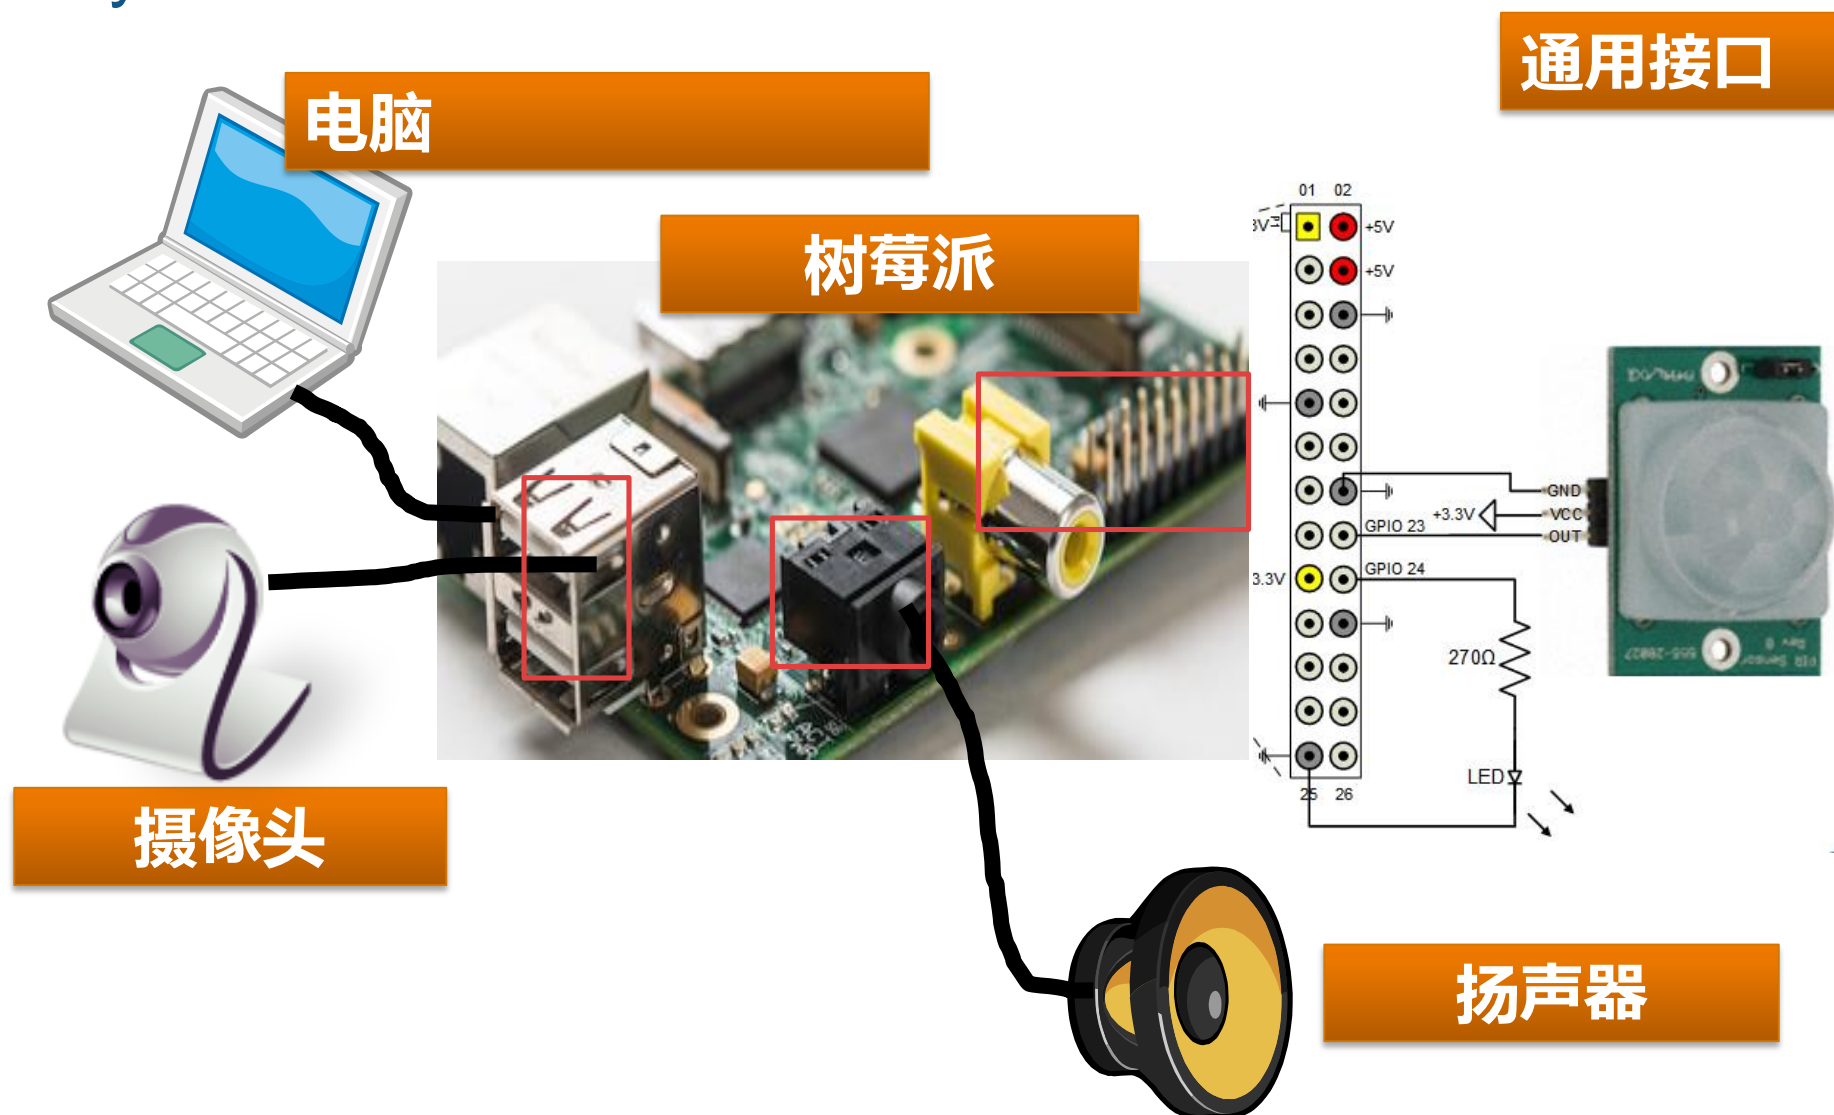 通用接口
电脑
树莓派
01 02
+5V
+5V
GND
+3.3V
VCC
GPIO 23
OUT
GPIO 24
3.3V
270Ω
LED
25 26
摄像头
扬声器